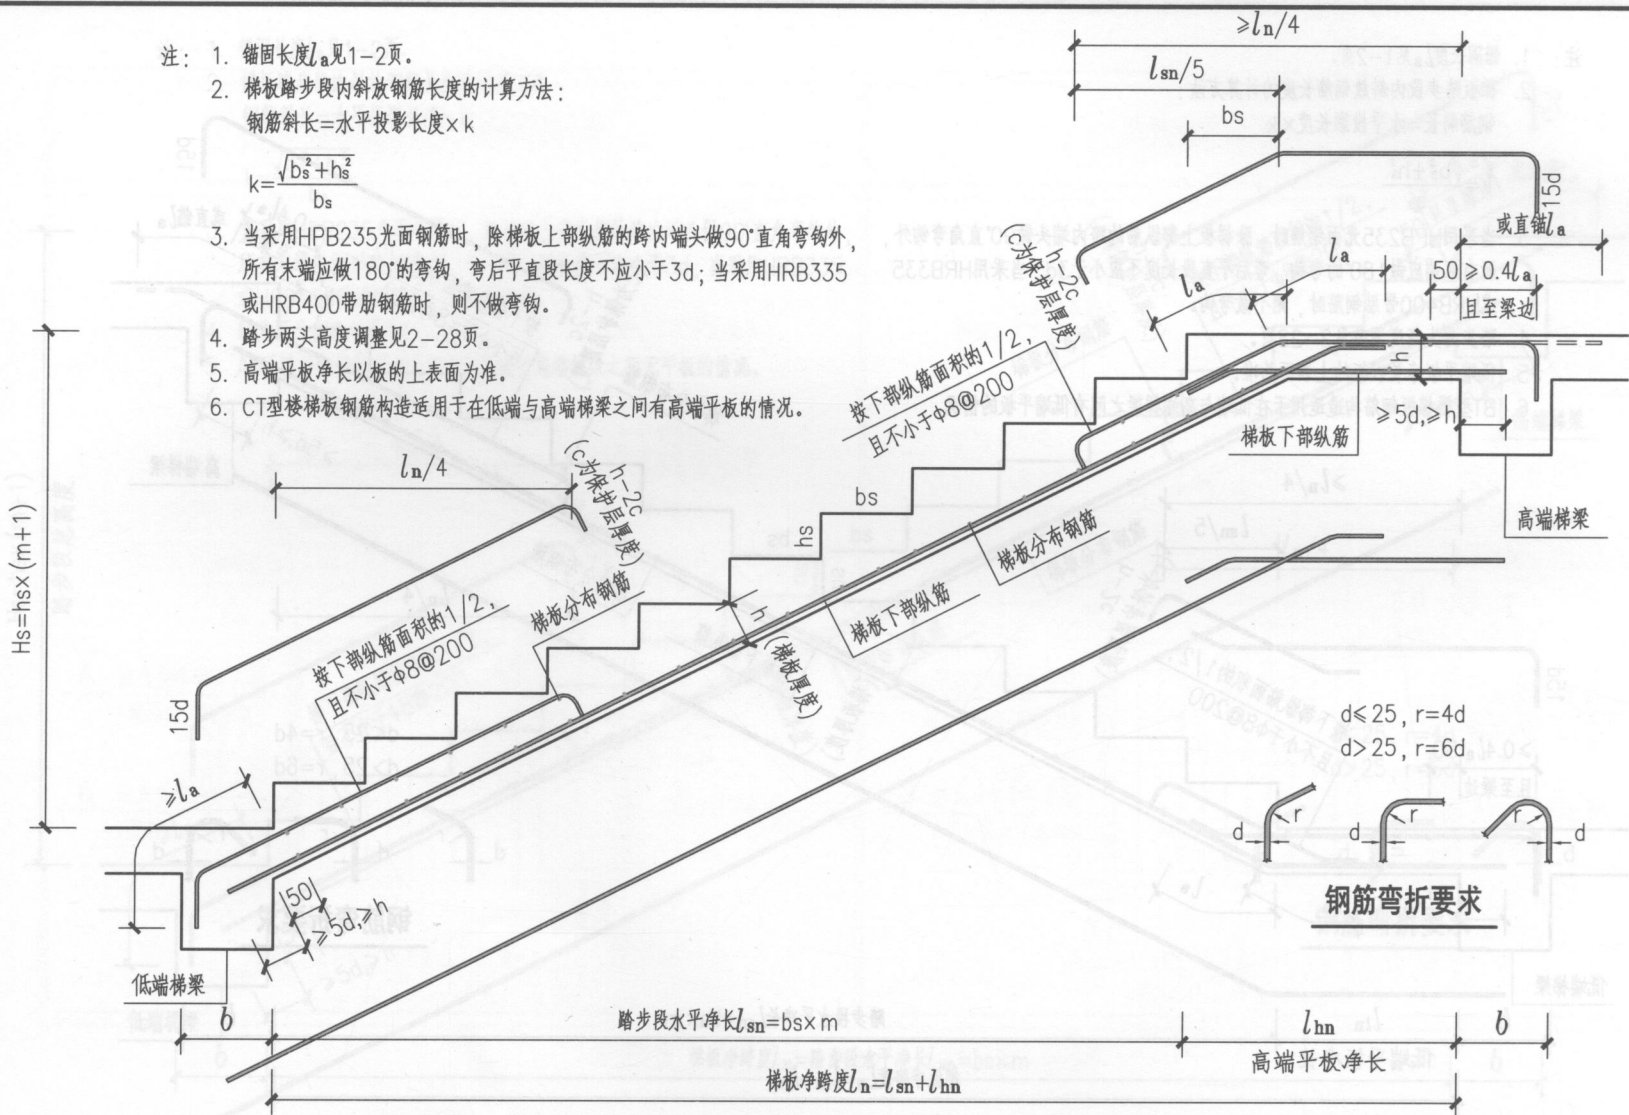 注：1. 锚固长度la见1-2页。
2. 梯板踏步段内斜放钢筋长度的计算方法：
钢筋斜长=水平投影长度×k
k=√(bs²+hs²)/bs
3. 当采用HPB235光面钢筋时，除梯板上部纵筋的跨内端头做90°直角弯钩外，
所有末端应做180°的弯钩，弯后平直段长度不应小于3d；当采用HRB335
或HRB400带肋钢筋时，则不做弯钩。
4. 踏步两头高度调整见2-28页。
5. 高端平板净长以板的上表面为准。
6. CT型楼梯板钢筋构造适用于在低端与高端梯梁之间有高端平板的情况。
≥ln/4
lsn/5
bs
15d
或直锚la
la
50
≥0.4la
且至梁边
la
h-2c
(c为保护层厚度)
h
≥5d,≥h
按下部纵筋面积的1/2，
且不小于φ8@200
梯板下部纵筋
高端梯梁
ln/4
h-2c
(c为保护层厚度)
bs
hs
梯板分布钢筋
梯板下部纵筋
h
(梯板厚度)
梯板分布钢筋
按下部纵筋面积的1/2，
且不小于φ8@200
15d
Hs=hs×(m+1)
≥la
50
≥5d,≥h
低端梯梁
d≤25, r=4d
d>25, r=6d
d
r
d
r
r
d
钢筋弯折要求
b
踏步段水平净长lsn=bs×m
lhn
b
高端平板净长
梯板净跨度ln=lsn+lhn